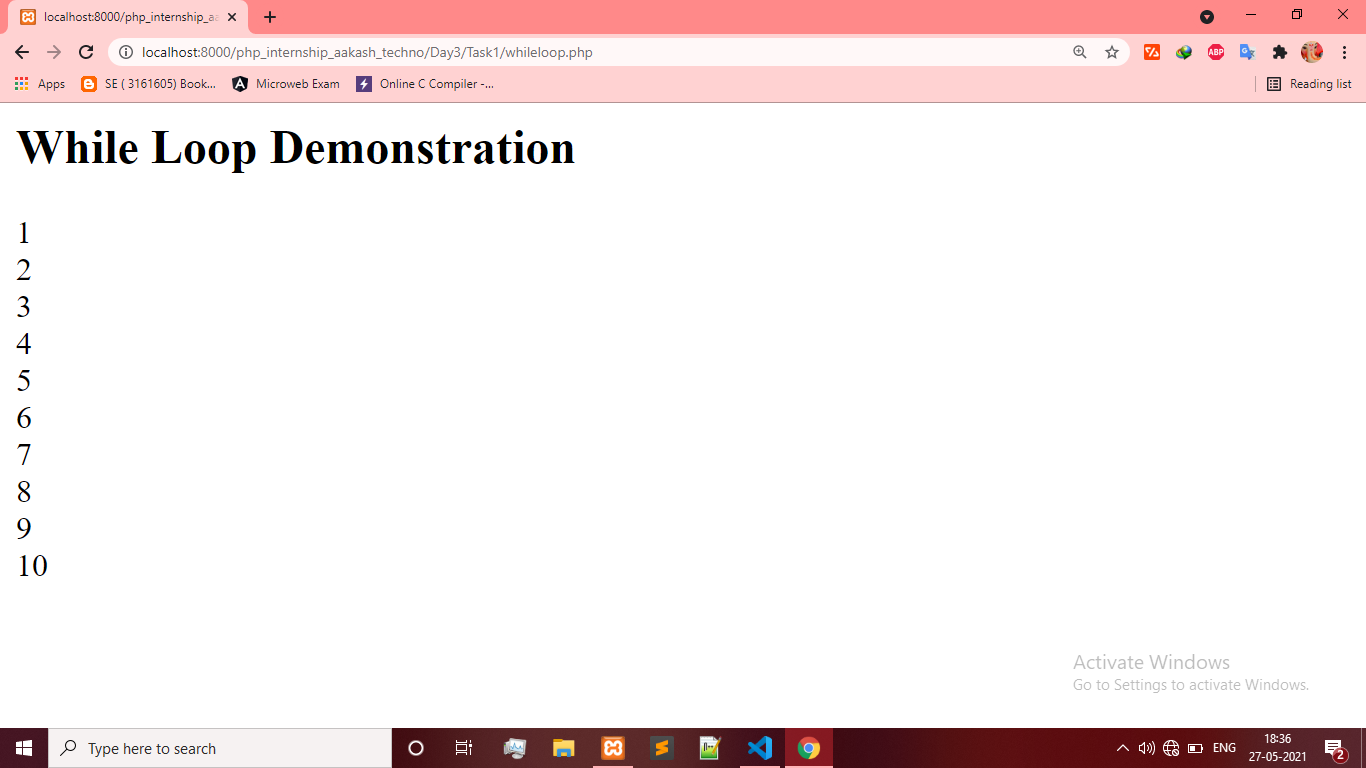 localhost:8000/php_internship_aa
localhost:8000/php_internship_aakash_techno/Day3/Task1/whileloop.php
ABP
Apps
SE ( 3161605) Book...
Microweb Exam
Online C Compiler -...
Reading list
While Loop Demonstration
1
2
3
4
5
6
7
8
9
10
Activate Windows
Go to Settings to activate Windows.
Type here to search
ENG
18:36
27-05-2021
2